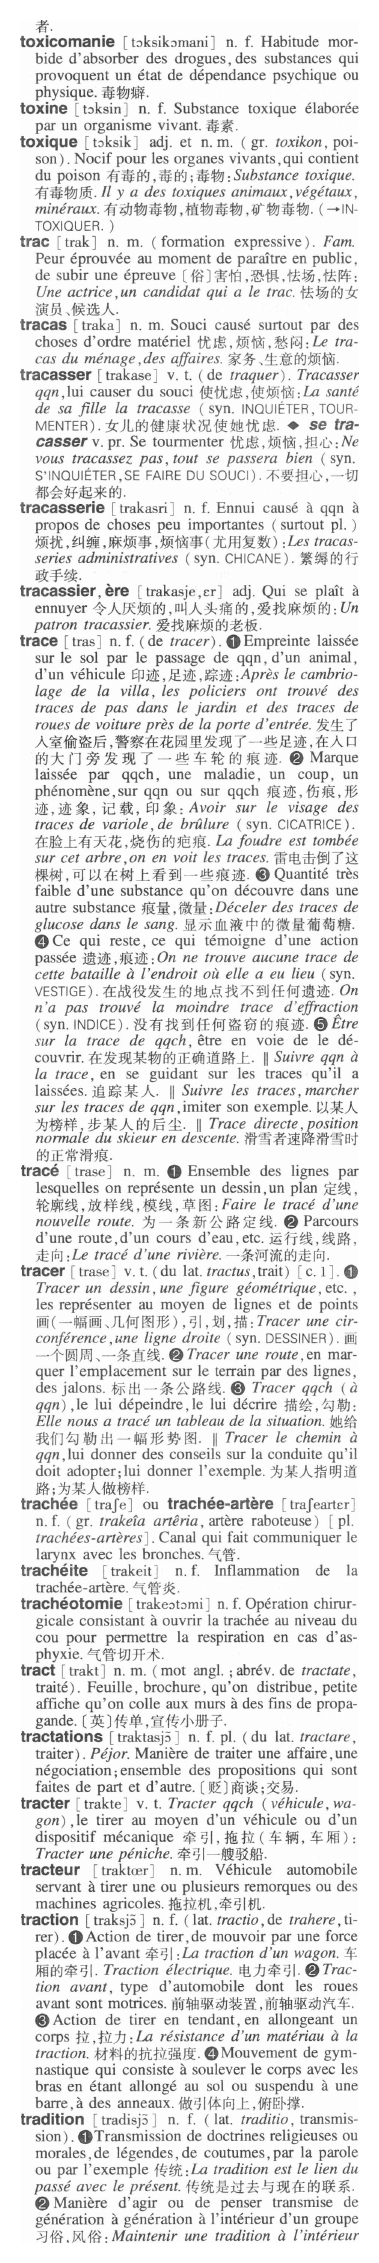 者.
toxicomanie [tɔksikɔmani] n. f. Habitude mor-
bide d'absorber des drogues,des substances qui
provoquent un état de dépendance psychique ou
physique. 毒物癖.
toxine [tɔksin] n. f. Substance toxique élaborée
par un organisme vivant. 毒素.
toxique [tɔksik] adj. et n. m. ( gr. toxikon, poi-
son). Nocif pour les organes vivants,qui contient
du poison 有毒的,毒的;毒物:Substance toxique.
有毒物质. Il y a des toxiques animaux,végétaux,
minéraux. 有动物毒物,植物毒物,矿物毒物. (→IN-
TOXIQUER. )
trac [trak] n. m. ( formation expressive). Fam.
Peur éprouvée au moment de paraître en public,
de subir une épreuve [俗]害怕,恐惧,怯场,怯阵:
Une actrice,un candidat qui a le trac. 怯场的女
演员、候选人.
tracas [traka] n. m. Souci causé surtout par des
choses d'ordre matériel 忧虑,烦恼,愁闷:Le tra-
cas du ménage,des affaires. 家务、生意的烦恼.
tracasser [trakase] v. t. ( de traquer). Tracasser
qqn,lui causer du souci 使忧虑,使烦恼:La santé
de sa fille la tracasse ( syn. INQUIÉTER, TOUR-
MENTER). 女儿的健康状况使她忧虑. ◆ se tra-
casser v. pr. Se tourmenter 忧虑,烦恼,担心:Ne
vous tracassez pas, tout se passera bien ( syn.
S'INQUIÉTER,SE FAIRE DU SOUCI). 不要担心,一切
都会好起来的.
tracasserie [trakasri] n. f. Ennui causé à qqn à
propos de choses peu importantes ( surtout pl. )
烦扰,纠缠,麻烦事,烦恼事(尤用复数):Les tracas-
series administratives ( syn. CHICANE). 繁缛的行
政手续.
tracassier, ère [trakasje,ɛr] adj. Qui se plaît à
ennuyer 令人厌烦的,叫人头痛的,爱找麻烦的:Un
patron tracassier. 爱找麻烦的老板.
trace [tras] n. f. ( de tracer). ❶ Empreinte laissée
sur le sol par le passage de qqn, d'un animal,
d'un véhicule 印迹,足迹,踪迹:Après le cambrio-
lage de la villa, les policiers ont trouvé des
traces de pas dans le jardin et des traces de
roues de voiture près de la porte d'entrée. 发生了
入室偷盗后,警察在花园里发现了一些足迹,在入口
的大门旁发现了一些车轮的痕迹. ❷ Marque
laissée par qqch, une maladie, un coup, un
phénomène,sur qqn ou sur qqch 痕迹,伤痕,形
迹,迹象,记载,印象: Avoir sur le visage des
traces de variole,de brûlure ( syn. CICATRICE).
在脸上有天花,烧伤的疤痕. La foudre est tombée
sur cet arbre,on en voit les traces. 雷电击倒了这
棵树,可以在树上看到一些痕迹. ❸ Quantité très
faible d'une substance qu'on découvre dans une
autre substance 痕量,微量:Déceler des traces de
glucose dans le sang. 显示血液中的微量葡萄糖.
❹ Ce qui reste, ce qui témoigne d'une action
passée 遗迹,痕迹:On ne trouve aucune trace de
cette bataille à l'endroit où elle a eu lieu ( syn.
VESTIGE). 在战役发生的地点找不到任何遗迹. On
n'a pas trouvé la moindre trace d'effraction
(syn. INDICE). 没有找到任何盗窃的痕迹. ❺ Être
sur la trace de qqch, être en voie de le dé-
couvrir. 在发现某物的正确道路上. ‖ Suivre qqn à
la trace, en se guidant sur les traces qu'il a
laissées. 追踪某人. ‖ Suivre les traces, marcher
sur les traces de qqn,imiter son exemple. 以某人
为榜样,步某人的后尘. ‖ Trace directe,position
normale du skieur en descente. 滑雪者速降滑雪时
的正常滑痕.
tracé [trase] n. m. ❶ Ensemble des lignes par
lesquelles on représente un dessin,un plan 定线,
轮廓线,放样线,模线,草图:Faire le tracé d'une
nouvelle route. 为一条新公路定线. ❷ Parcours
d'une route,d'un cours d'eau,etc. 运行线,线路,
走向:Le tracé d'une rivière. 一条河流的走向.
tracer [trase] v. t. ( du lat. tractus,trait) [c. 1]. ❶
Tracer un dessin,une figure géométrique,etc. ,
les représenter au moyen de lignes et de points
画(一幅画、几何图形),引,划,描:Tracer une cir-
conférence,une ligne droite ( syn. DESSINER). 画
一个圆周、一条直线. ❷ Tracer une route,en mar-
quer l'emplacement sur le terrain par des lignes,
des jalons. 标出一条公路线. ❸ Tracer qqch ( à
qqn),le lui dépeindre,le lui décrire 描绘,勾勒:
Elle nous a tracé un tableau de la situation. 她给
我们勾勒出一幅形势图. ‖ Tracer le chemin à
qqn,lui donner des conseils sur la conduite qu'il
doit adopter;lui donner l'exemple. 为某人指明道
路;为某人做榜样.
trachée [traʃe] ou trachée-artère [traʃeartɛr]
n. f. ( gr. trakeîa artêria, artère raboteuse) [ pl.
trachées-artères]. Canal qui fait communiquer le
larynx avec les bronches. 气管.
trachéite [trakeit] n. f. Inflammation de la
trachée-artère. 气管炎.
trachéotomie [trakeɔtɔmi] n. f. Opération chirur-
gicale consistant à ouvrir la trachée au niveau du
cou pour permettre la respiration en cas d'as-
phyxie. 气管切开术.
tract [trakt] n. m. ( mot angl. ; abrév. de tractate,
traité). Feuille, brochure, qu'on distribue, petite
affiche qu'on colle aux murs à des fins de propa-
gande. [英]传单,宣传小册子.
tractations [traktasjɔ̃] n. f. pl. ( du lat. tractare,
traiter). Péjor. Manière de traiter une affaire,une
négociation;ensemble des propositions qui sont
faites de part et d'autre. [贬]商谈;交易.
tracter [trakte] v. t. Tracter qqch ( véhicule, wa-
gon),le tirer au moyen d'un véhicule ou d'un
dispositif mécanique 牵引,拖拉(车辆,车厢):
Tracter une péniche. 牵引一艘驳船.
tracteur [traktœr] n. m. Véhicule automobile
servant à tirer une ou plusieurs remorques ou des
machines agricoles. 拖拉机,牵引机.
traction [traksjɔ̃] n. f. ( lat. tractio,de trahere,ti-
rer). ❶ Action de tirer,de mouvoir par une force
placée à l'avant 牵引:La traction d'un wagon. 车
厢的牵引. Traction électrique. 电力牵引. ❷ Trac-
tion avant, type d'automobile dont les roues
avant sont motrices. 前轴驱动装置,前轴驱动汽车.
❸ Action de tirer en tendant,en allongeant un
corps 拉,拉力:La résistance d'un matériau à la
traction. 材料的抗拉强度. ❹ Mouvement de gym-
nastique qui consiste à soulever le corps avec les
bras en étant allongé au sol ou suspendu à une
barre,à des anneaux. 做引体向上,俯卧撑.
tradition [tradisjɔ̃] n. f. ( lat. traditio, transmis-
sion). ❶ Transmission de doctrines religieuses ou
morales,de légendes,de coutumes,par la parole
ou par l'exemple 传统:La tradition est le lien du
passé avec le présent. 传统是过去与现在的联系.
❷ Manière d'agir ou de penser transmise de
génération à génération à l'intérieur d'un groupe
习俗,风俗: Maintenir une tradition à l'intérieur